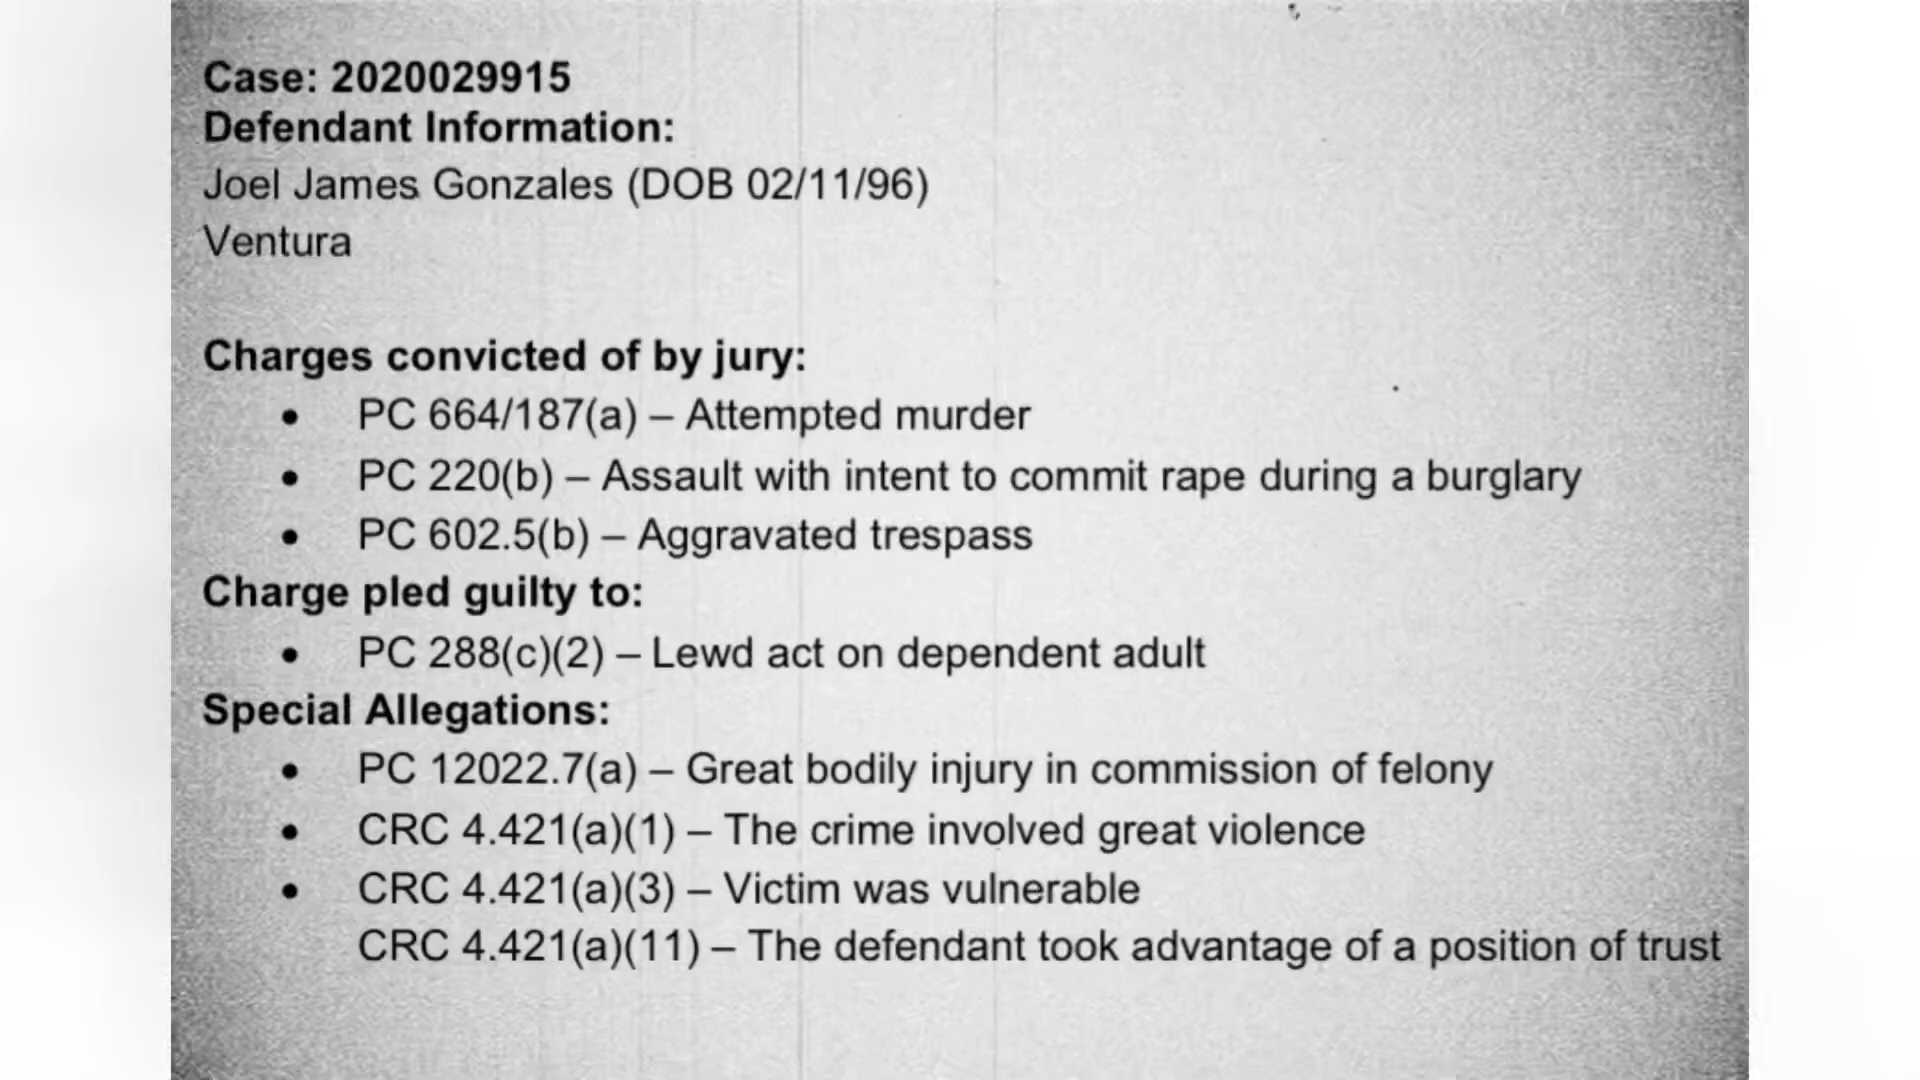 Case: 2020029915
Defendant Information:
Joel James Gonzales (DOB 02/11/96)
Ventura
Charges convicted of by jury:
• PC 664/187(a) – Attempted murder
• PC 220(b) – Assault with intent to commit rape during a burglary
• PC 602.5(b) – Aggravated trespass
Charge pled guilty to:
• PC 288(c)(2) – Lewd act on dependent adult
Special Allegations:
• PC 12022.7(a) – Great bodily injury in commission of felony
• CRC 4.421(a)(1) – The crime involved great violence
• CRC 4.421(a)(3) – Victim was vulnerable
CRC 4.421(a)(11) – The defendant took advantage of a position of trust